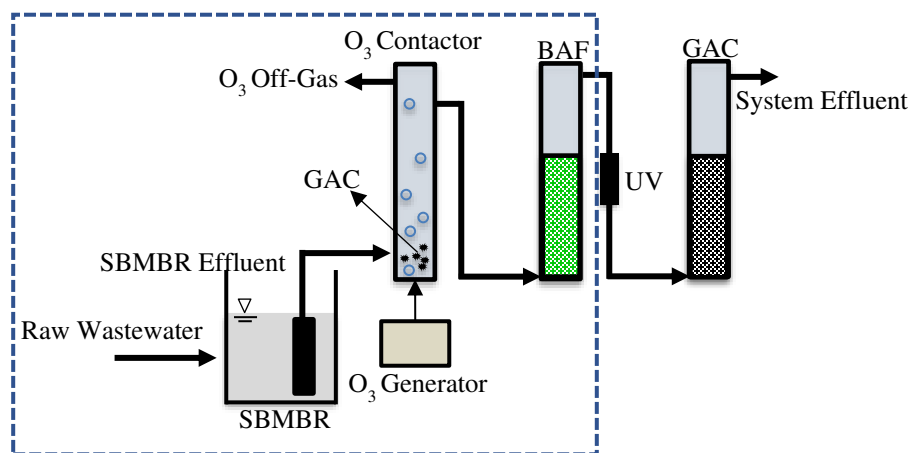 O3 Contactor
BAF
GAC
O3 Off-Gas
System Effluent
GAC
UV
SBMBR Effluent
Raw Wastewater
O3 Generator
SBMBR